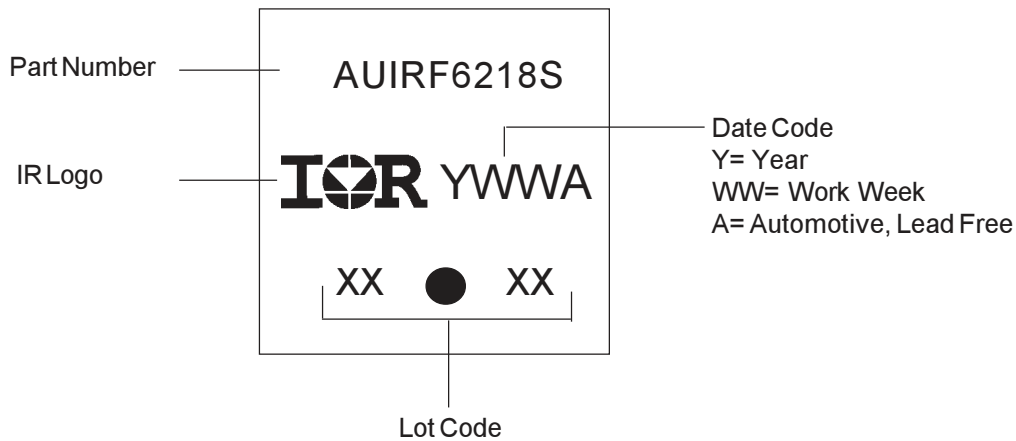 Part Number
AUIRF6218S
IR Logo
IOR YWWA
Date Code
Y= Year
WW= Work Week
A= Automotive, Lead Free
XX XX
Lot Code